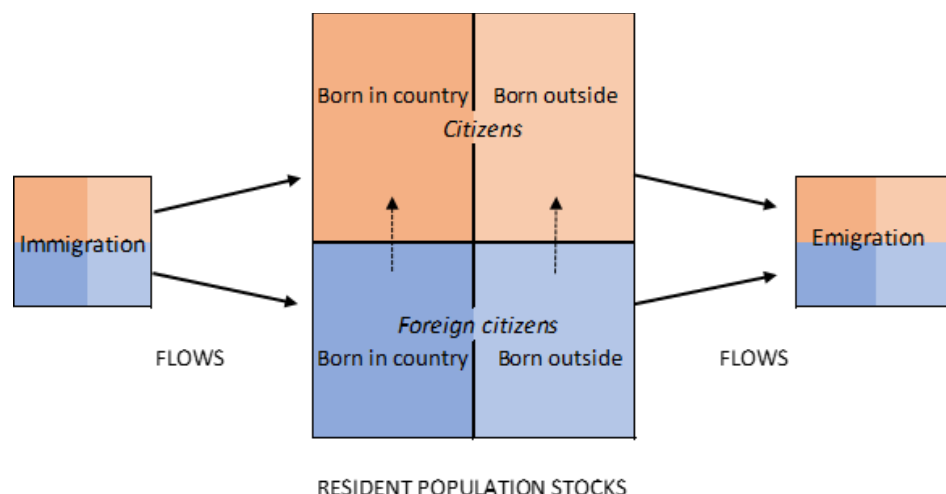 Born in country Born outside
Citizens
Immigration
Emigration
Foreign citizens
Born in country Born outside
FLOWS
FLOWS
RESIDENT POPULATION STOCKS